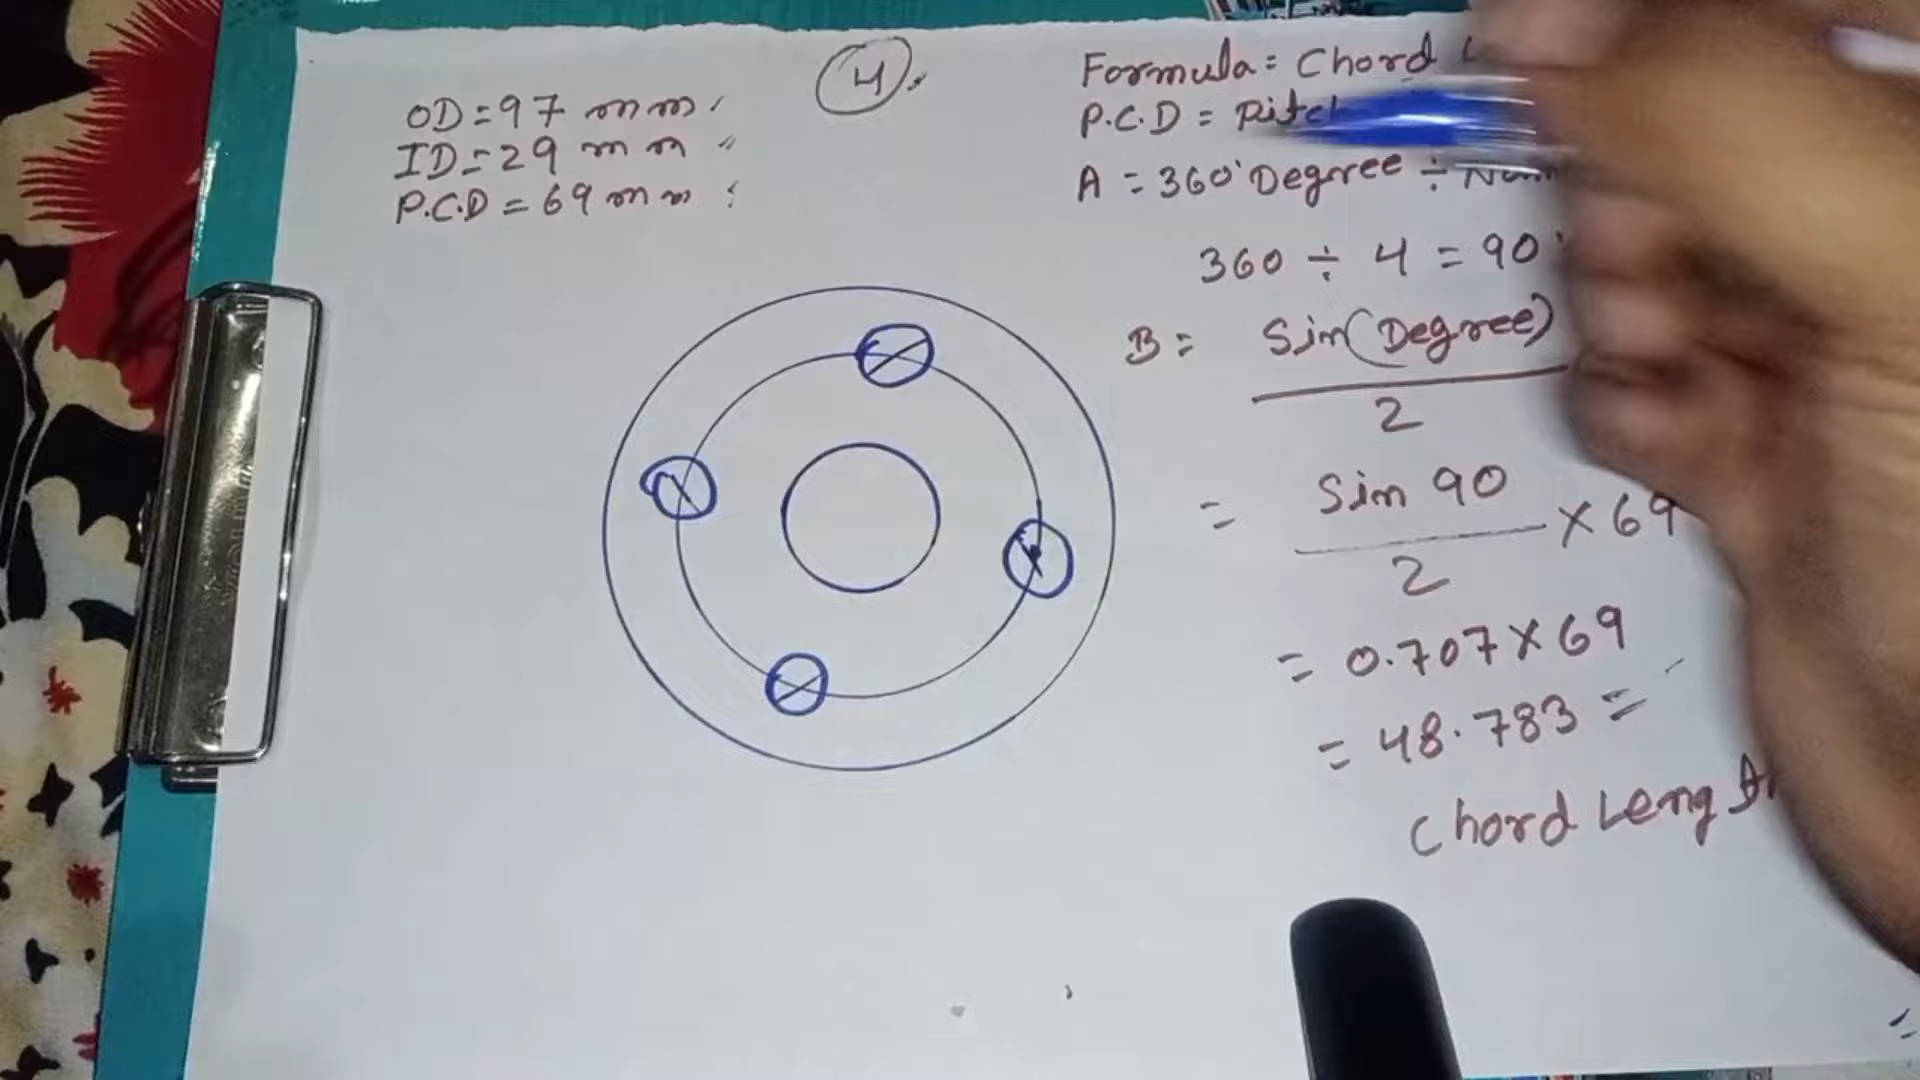 OD = 97 mm
ID = 29 mm
P.C.D = 69 mm
4
Formula = Chord
P.C.D = Pitch
A = 360° Degree ÷
360 ÷ 4 = 90°
B = Sin(Degree)
2
= Sin 90
2
× 69
= 0.707 × 69
= 48.783 =
Chord Length